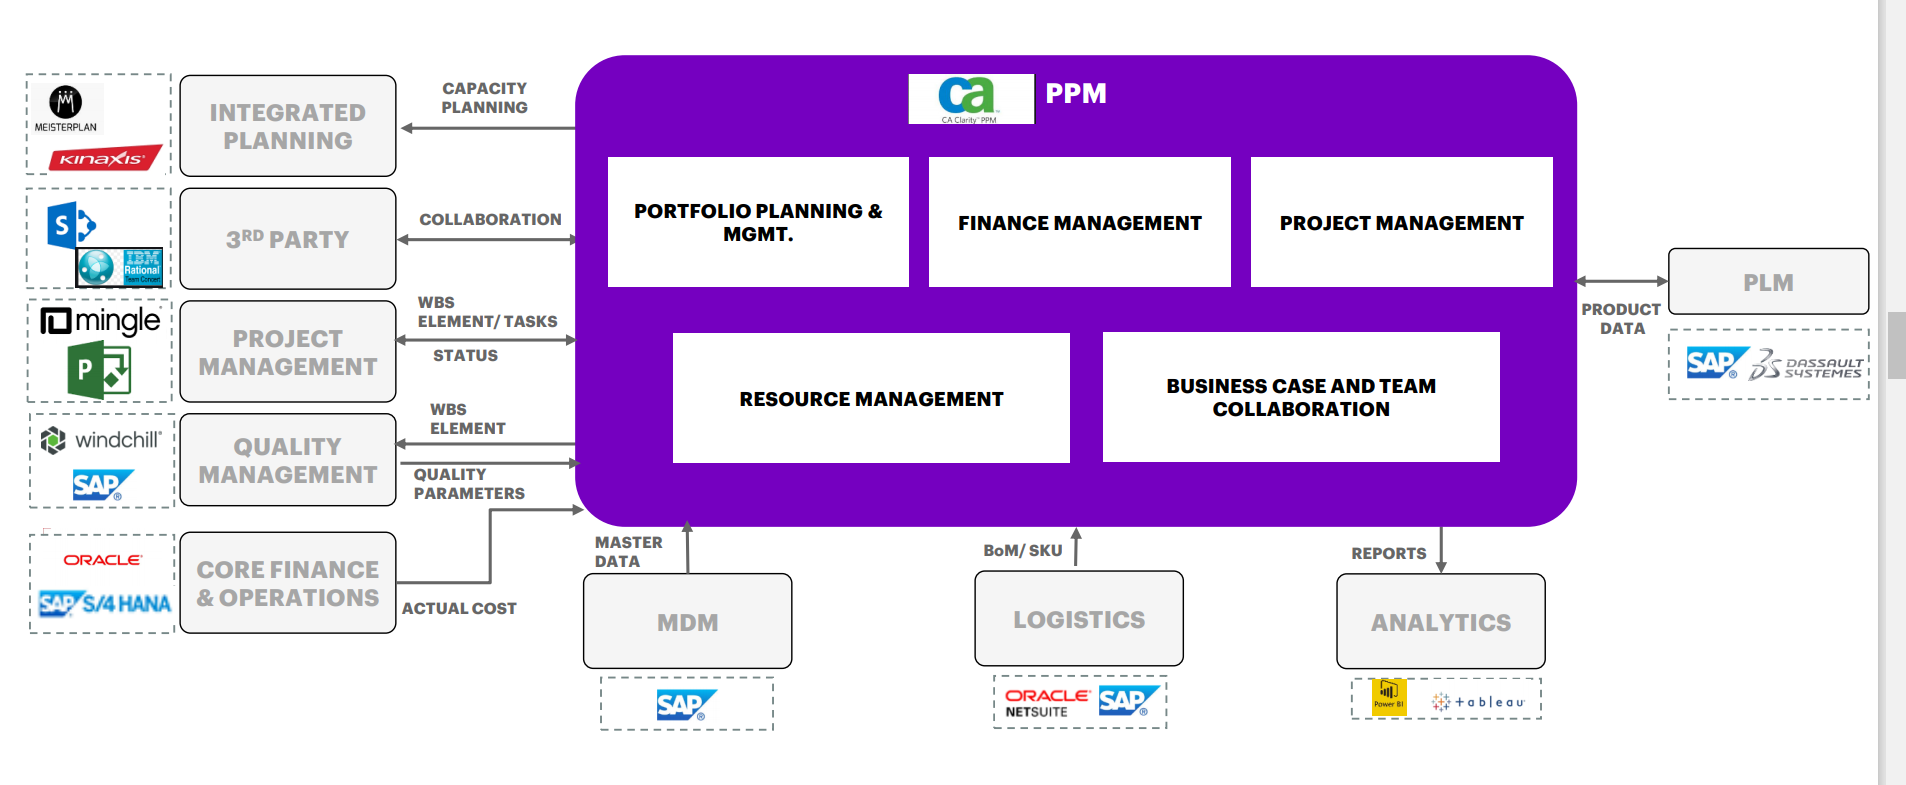 ca
CA Clarity™ PPM
PPM
PORTFOLIO PLANNING &
MGMT.
FINANCE MANAGEMENT
PROJECT MANAGEMENT
RESOURCE MANAGEMENT
BUSINESS CASE AND TEAM
COLLABORATION
MEISTERPLAN
Kinaxis®
INTEGRATED
PLANNING
CAPACITY
PLANNING
S
IBM
Rational
Team Concert
3RD PARTY
COLLABORATION
mingle
P
PROJECT
MANAGEMENT
WBS
ELEMENT/ TASKS
STATUS
windchill®
SAP®
QUALITY
MANAGEMENT
WBS
ELEMENT
QUALITY
PARAMETERS
ORACLE®
SAP S/4 HANA
CORE FINANCE
& OPERATIONS
ACTUAL COST
MASTER
DATA
MDM
SAP®
BoM/ SKU
LOGISTICS
ORACLE®
NETSUITE
SAP®
REPORTS
ANALYTICS
Power BI
+ableau
PLM
PRODUCT
DATA
SAP®
DASSAULT
SYSTEMES